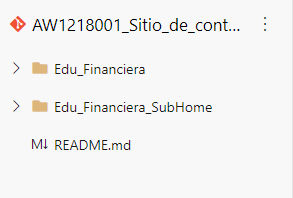 AW1218001_Sitio_de_cont...
Edu_Financiera
Edu_Financiera_SubHome
M↓ README.md